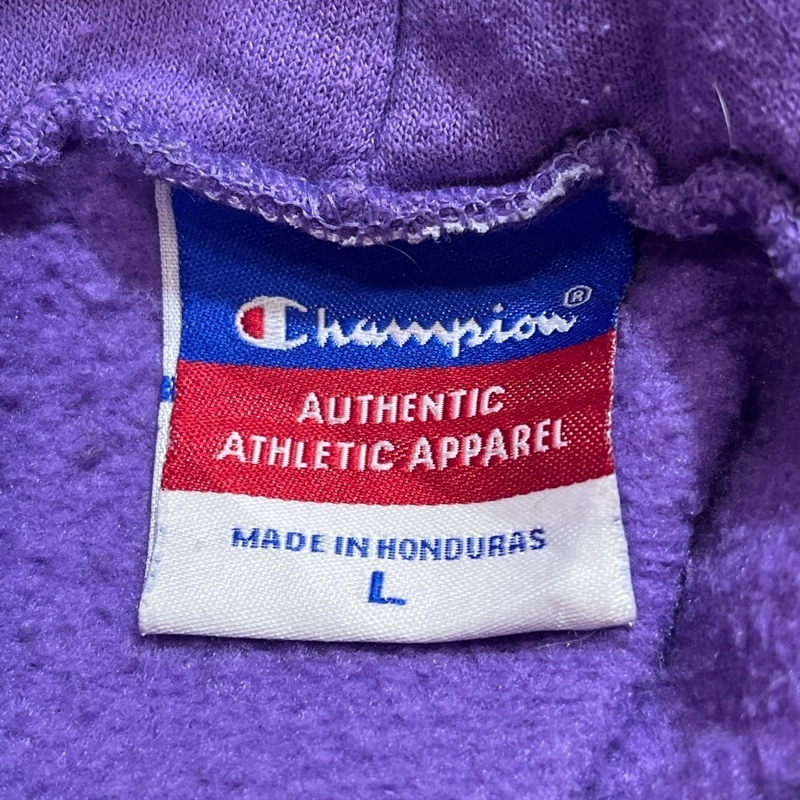 Champion®
AUTHENTIC
ATHLETIC APPAREL
MADE IN HONDURAS
L